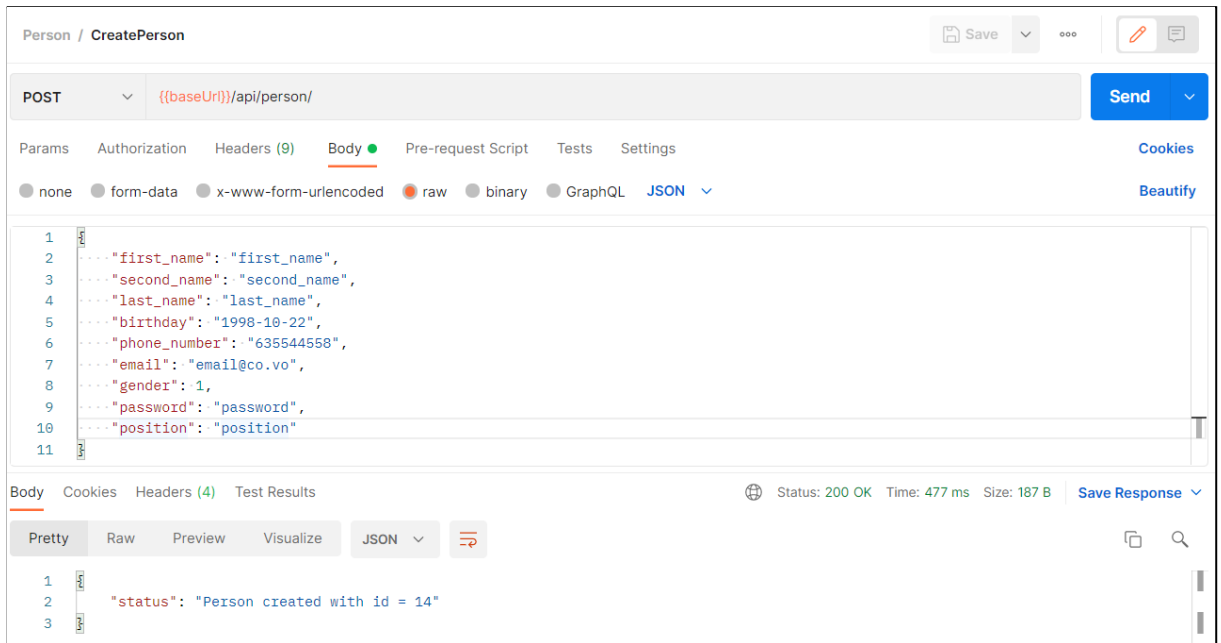 Person / CreatePerson Save
POST {{baseUrl}}/api/person/ Send
Params Authorization Headers (9) Body Pre-request Script Tests Settings Cookies
none form-data x-www-form-urlencoded raw binary GraphQL JSON Beautify
1 {
2 "first_name": "first_name",
3 "second_name": "second_name",
4 "last_name": "last_name",
5 "birthday": "1998-10-22",
6 "phone_number": "635544558",
7 "email": "email@co.vo",
8 "gender": 1,
9 "password": "password",
10 "position": "position"
11 }
Body Cookies Headers (4) Test Results Status: 200 OK Time: 477 ms Size: 187 B Save Response
Pretty Raw Preview Visualize JSON
1 {
2 "status": "Person created with id = 14"
3 }